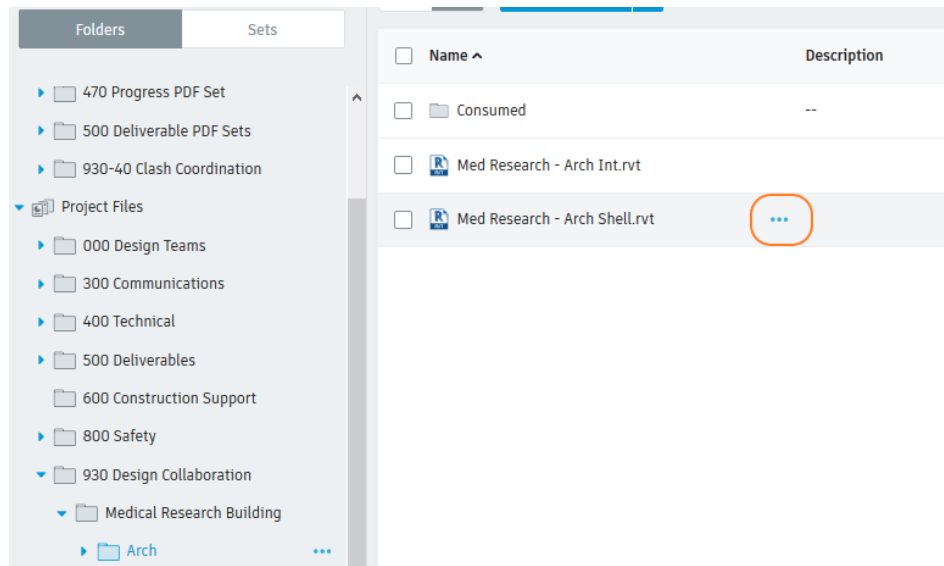 Folders Sets
470 Progress PDF Set
500 Deliverable PDF Sets
930-40 Clash Coordination
Project Files
000 Design Teams
300 Communications
400 Technical
500 Deliverables
600 Construction Support
800 Safety
930 Design Collaboration
Medical Research Building
Arch •••
Name Description
Consumed --
Med Research - Arch Int.rvt
Med Research - Arch Shell.rvt •••